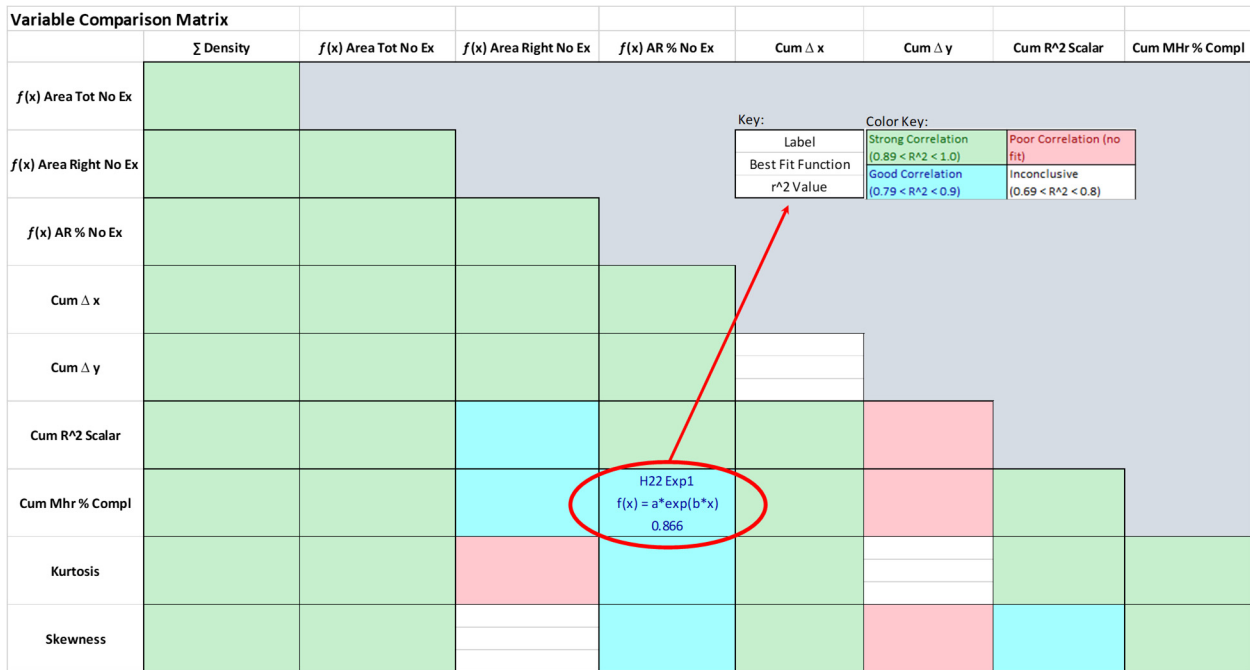 Variable Comparison Matrix
∑ Density
ƒ(x) Area Tot No Ex
ƒ(x) Area Right No Ex
ƒ(x) AR % No Ex
Cum Δ x
Cum Δ y
Cum R^2 Scalar
Cum MHr % Compl
ƒ(x) Area Tot No Ex
Key:
Color Key:
Label
Best Fit Function
r^2 Value
Strong Correlation
(0.89 < R^2 < 1.0)
Poor Correlation (no
fit)
Good Correlation
(0.79 < R^2 < 0.9)
Inconclusive
(0.69 < R^2 < 0.8)
ƒ(x) Area Right No Ex
ƒ(x) AR % No Ex
Cum Δ x
Cum Δ y
Cum R^2 Scalar
Cum Mhr % Compl
H22 Exp1
f(x) = a*exp(b*x)
0.866
Kurtosis
Skewness